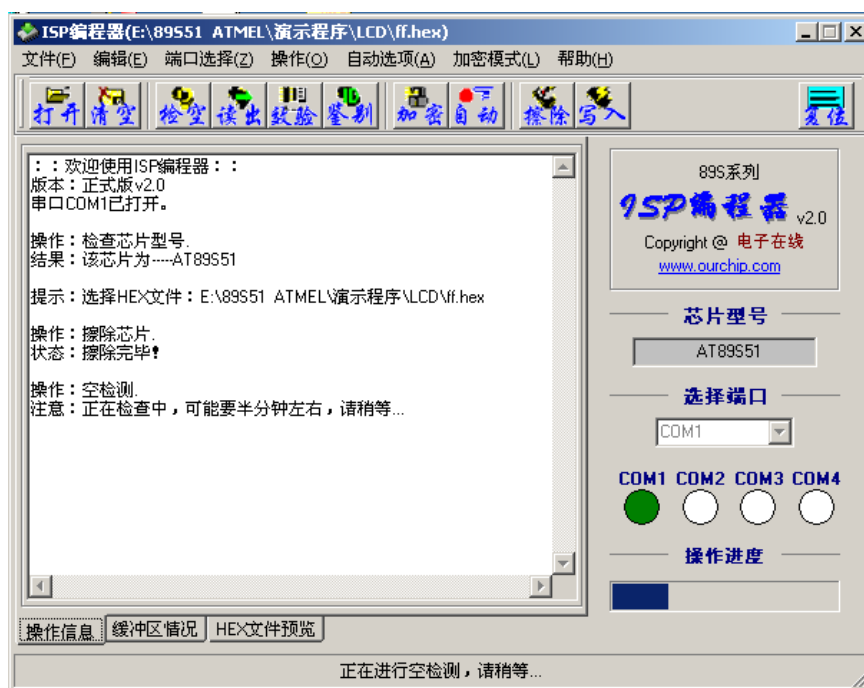 ISP编程器(E:\89S51 ATMEL\演示程序\LCD\ff.hex)
文件(F) 编辑(E) 端口选择(Z) 操作(O) 自动选项(A) 加密模式(L) 帮助(H)
打开 清空 检空 读出 效验 鉴别 加密 自动 擦除 写入 复位
：：欢迎使用ISP编程器：：
版本：正式版v2.0
串口COM1已打开。
操作：检查芯片型号.
结果：该芯片为----AT89S51
提示：选择HEX文件：E:\89S51 ATMEL\演示程序\LCD\ff.hex
操作：擦除芯片.
状态：擦除完毕!
操作：空检测.
注意：正在检查中，可能要半分钟左右，请稍等...
89S系列
ISP编程器 v2.0
Copyright @ 电子在线
www.ourchip.com
芯片型号
AT89S51
选择端口
COM1
COM1 COM2 COM3 COM4
操作进度
操作信息 缓冲区情况 HEX文件预览
正在进行空检测，请稍等...